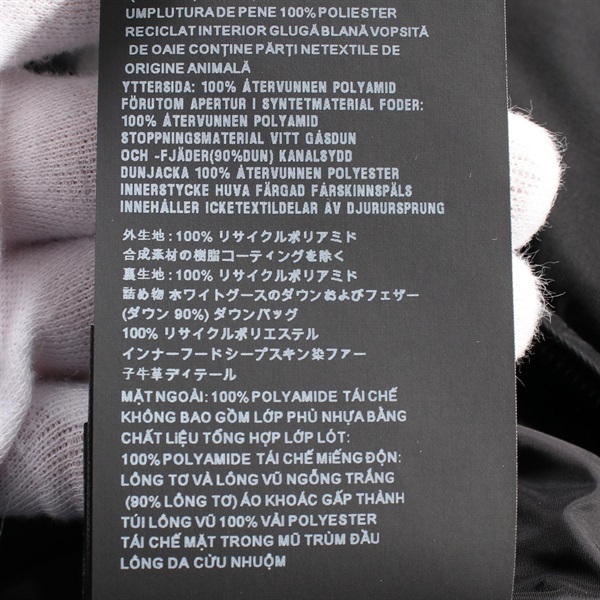 UMPLUTURA DE PENE 100% POLIESTER
RECICLAT INTERIOR GLUGĂ BLANĂ VOPSITĂ
DE OAIE CONȚINE PĂRȚI NETEXTILE DE
ORIGINE ANIMALĂ
YTTERSIDA: 100% ÅTERVUNNEN POLYAMID
FÖRUTOM APERTUR I SYNTETMATERIAL FODER:
100% ÅTERVUNNEN POLYAMID
STOPPNINGSMATERIAL VITT GÅSDUN
OCH -FJÄDER(90%DUN) KANALSYDD
DUNJACKA 100% ÅTERVUNNEN POLYESTER
INNERSTYCKE HUVA FÄRGAD FÅRSKINNSPÄLS
INNEHÅLLER ICKETEXTILDELAR AV DJURURSPRUNG
外生地:100% リサイクルポリアミド
合成素材の樹脂コーティングを除く
裏生地:100% リサイクルポリアミド
詰め物 ホワイトグースのダウンおよびフェザー
(ダウン 90%) ダウンバッグ
100% リサイクルポリエステル
インナーフードシープスキン染ファー
子牛革ディテール
MẶT NGOÀI: 100% POLYAMIDE TÁI CHẾ
KHÔNG BAO GỒM LỚP PHỦ NHỰA BẰNG
CHẤT LIỆU TỔNG HỢP LỚP LÓT:
100% POLYAMIDE TÁI CHẾ MIẾNG ĐỘN:
LÔNG TƠ VÀ LÔNG VŨ NGỖNG TRẮNG
(90% LÔNG TƠ) ÁO KHOÁC GẤP THÀNH
TÚI LÔNG VŨ 100% VẢI POLYESTER
TÁI CHẾ MẶT TRONG MŨ TRÙM ĐẦU
LÔNG DA CỪU NHUỘM